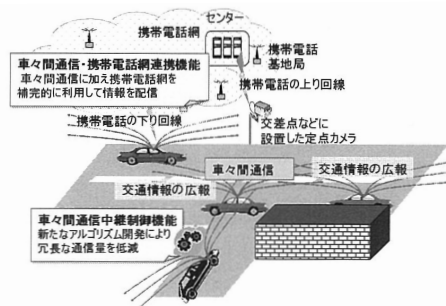 センター
携帯電話網
携帯電話
基地局
車々間通信・携帯電話網連携機能
車々間通信に加え携帯電話網を
補完的に利用して情報を配信
携帯電話の上り回線
携帯電話の下り回線
交差点などに
設置した定点カメラ
車々間通信
交通情報の広報
交通情報の広報
車々間通信中継制御機能
新たなアルゴリズム開発により
冗長な通信量を低減